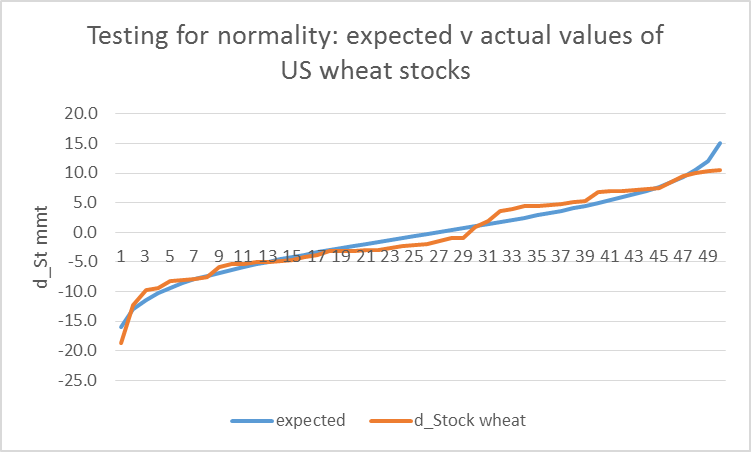 Testing for normality: expected v actual values of
US wheat stocks
d_St mmt
20.0
15.0
10.0
5.0
0.0
-5.0
-10.0
-15.0
-20.0
-25.0
1 3 5 7 9 11 13 15 17 19 21 23 25 27 29 31 33 35 37 39 41 43 45 47 49
expected d_Stock wheat